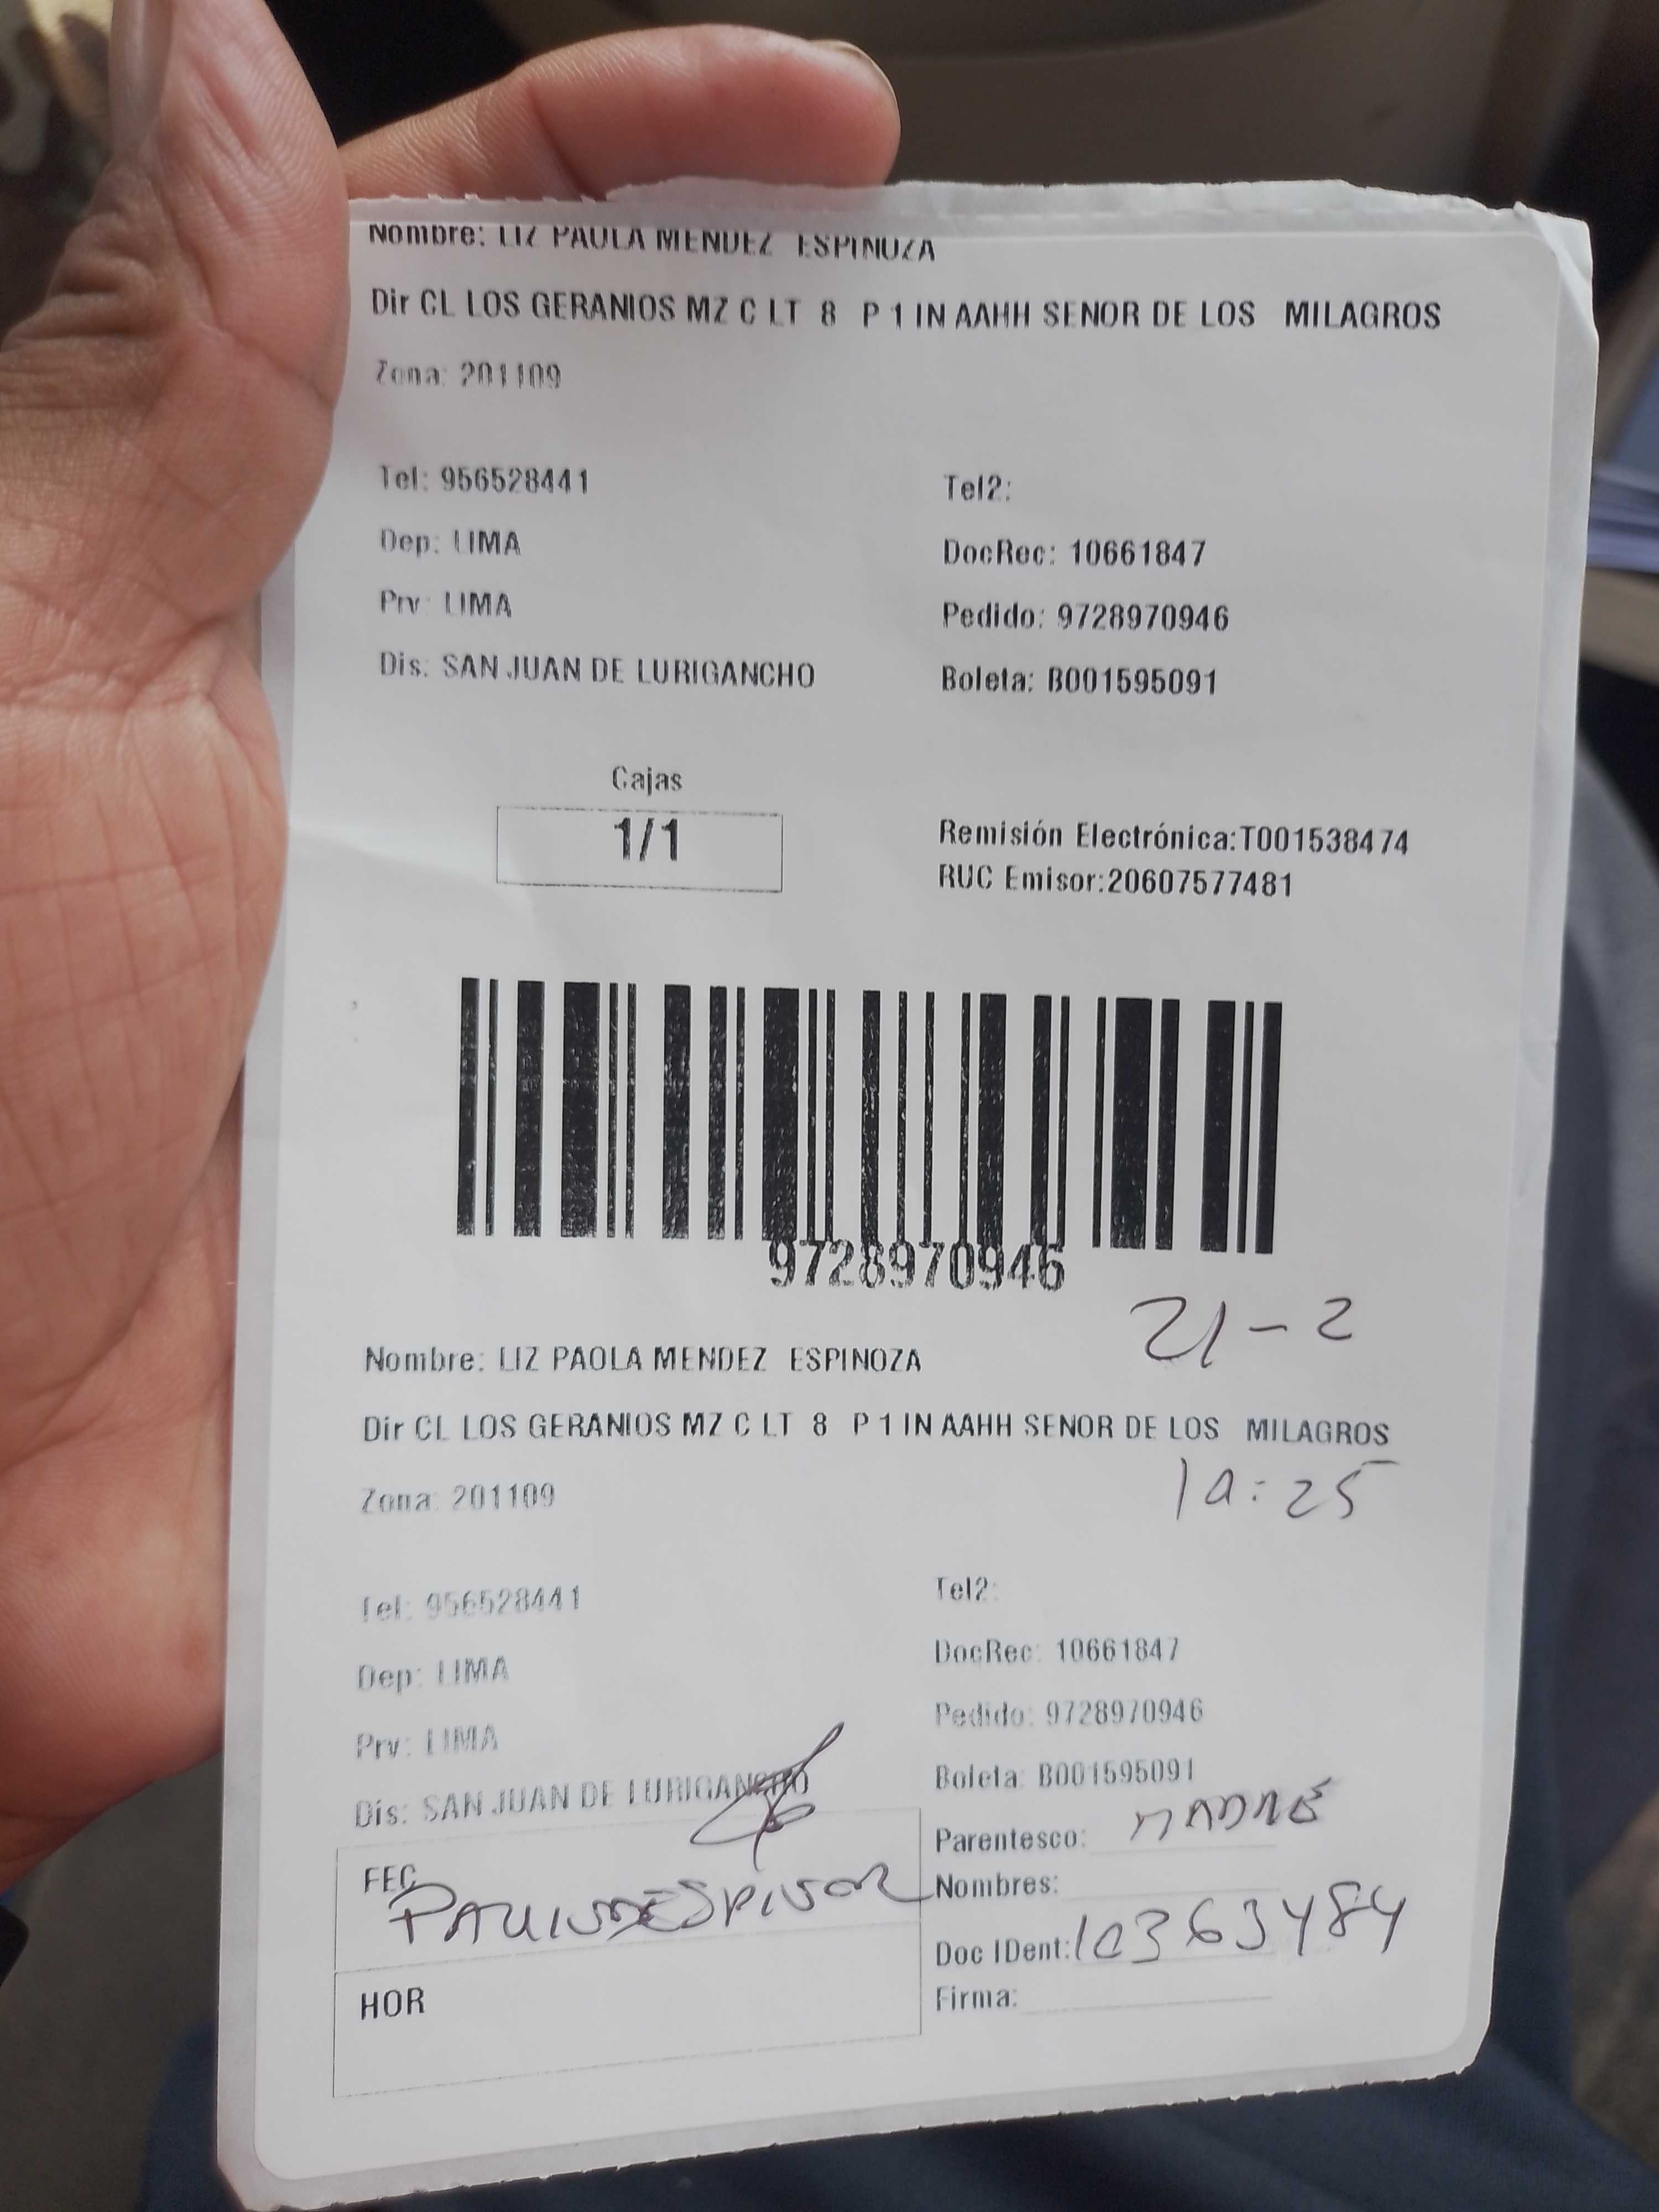 Nombre: LIZ PAOLA MENDEZ ESPINOZA
Dir CL LOS GERANIOS MZ C LT 8 P 1 IN AAHH SENOR DE LOS MILAGROS
Zona: 201109
Tel: 956528441 Tel2:
Dep: LIMA DocRec: 10661847
Prv: LIMA Pedido: 9728970946
Dis: SAN JUAN DE LURIGANCHO Boleta: B001595091
Cajas
1/1
Remisión Electrónica:T001538474
RUC Emisor:20607577481
9728970946
21-2
Nombre: LIZ PAOLA MENDEZ ESPINOZA
Dir CL LOS GERANIOS MZ C LT 8 P 1 IN AAHH SENOR DE LOS MILAGROS
10:25
Zona: 201109
Tel: 956528441 Tel2:
Dep: LIMA DocRec: 10661847
Prv: LIMA Pedido: 9728970946
Dis: SAN JUAN DE LURIGANCHO Boleta: B001595091
Parentesco: MADRE
FEC
Nombres:
Doc IDent: 10363484
HOR
Firma: